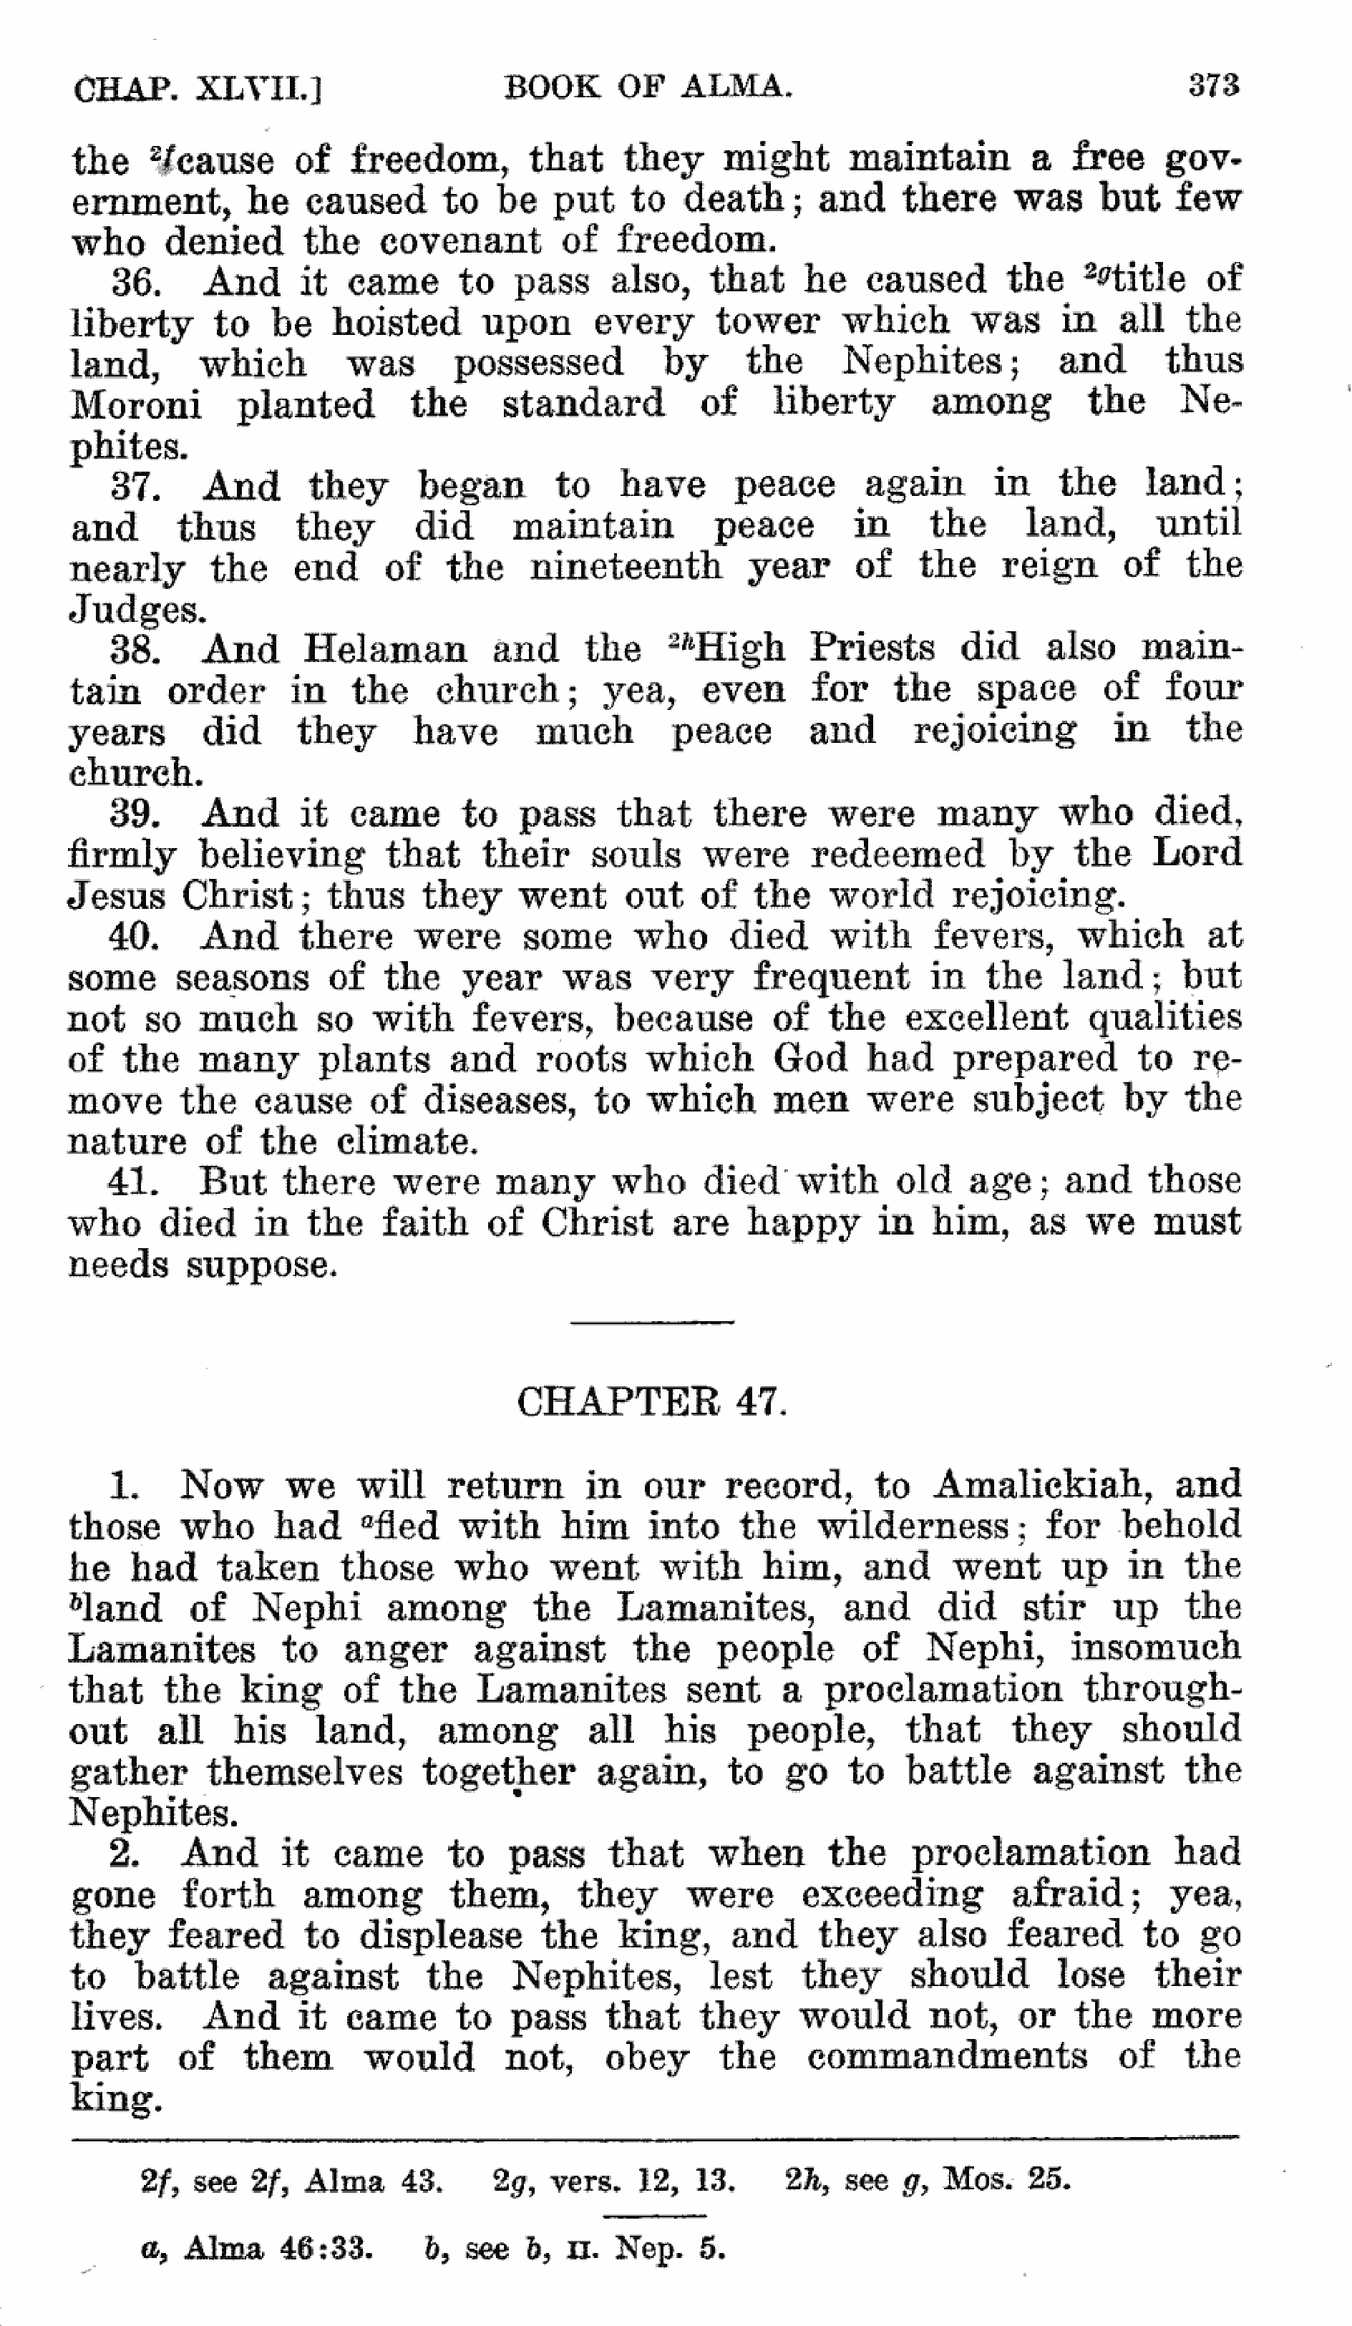 CHAP. XLVII.] BOOK OF ALMA. 373
the 2fcause of freedom, that they might maintain a free gov-
ernment, he caused to be put to death; and there was but few
who denied the covenant of freedom.
36. And it came to pass also, that he caused the 2gtitle of
liberty to be hoisted upon every tower which was in all the
land, which was possessed by the Nephites; and thus
Moroni planted the standard of liberty among the Ne-
phites.
37. And they began to have peace again in the land;
and thus they did maintain peace in the land, until
nearly the end of the nineteenth year of the reign of the
Judges.
38. And Helaman and the 2hHigh Priests did also main-
tain order in the church; yea, even for the space of four
years did they have much peace and rejoicing in the
church.
39. And it came to pass that there were many who died,
firmly believing that their souls were redeemed by the Lord
Jesus Christ; thus they went out of the world rejoicing.
40. And there were some who died with fevers, which at
some seasons of the year was very frequent in the land; but
not so much so with fevers, because of the excellent qualities
of the many plants and roots which God had prepared to re-
move the cause of diseases, to which men were subject by the
nature of the climate.
41. But there were many who died with old age; and those
who died in the faith of Christ are happy in him, as we must
needs suppose.
CHAPTER 47.
1. Now we will return in our record, to Amalickiah, and
those who had afled with him into the wilderness; for behold
he had taken those who went with him, and went up in the
bland of Nephi among the Lamanites, and did stir up the
Lamanites to anger against the people of Nephi, insomuch
that the king of the Lamanites sent a proclamation through-
out all his land, among all his people, that they should
gather themselves together again, to go to battle against the
Nephites.
2. And it came to pass that when the proclamation had
gone forth among them, they were exceeding afraid; yea,
they feared to displease the king, and they also feared to go
to battle against the Nephites, lest they should lose their
lives. And it came to pass that they would not, or the more
part of them would not, obey the commandments of the
king.
2f, see 2f, Alma 43. 2g, vers. 12, 13. 2h, see g, Mos. 25.
a, Alma 46:33. b, see b, II. Nep. 5.